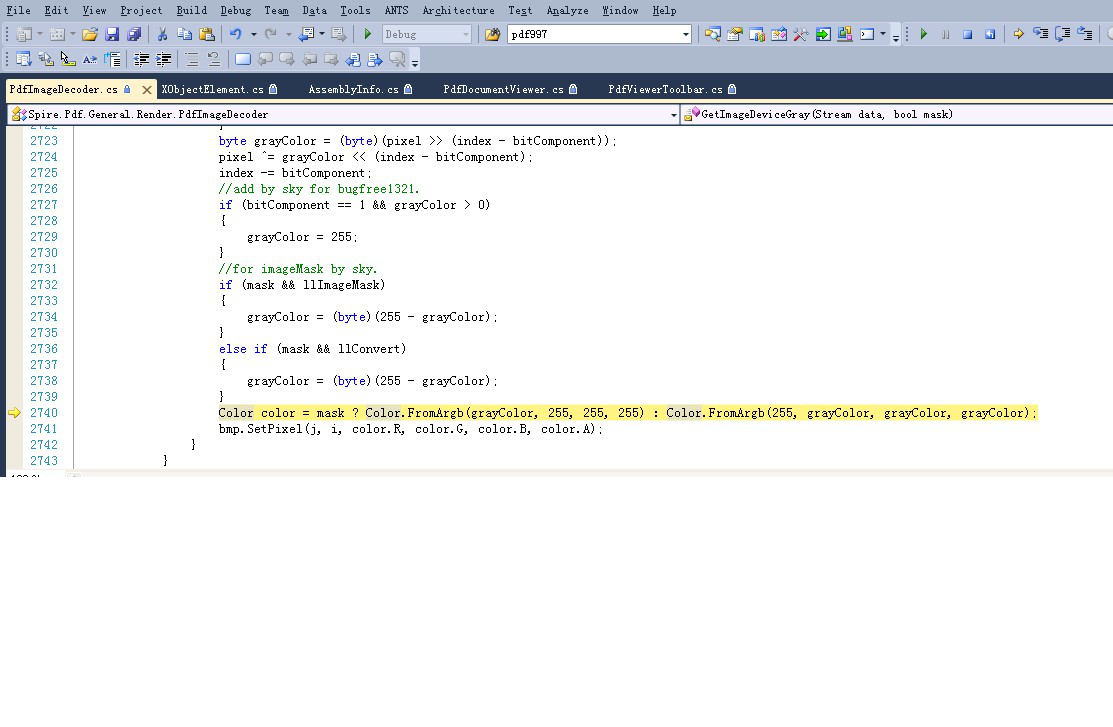 File Edit View Project Build Debug Team Data Tools ANTS Architecture Test Analyze Window Help
Debug pdf997
PdfImageDecoder.cs XObjectElement.cs AssemblyInfo.cs PdfDocumentViewer.cs PdfViewerToolbar.cs
Spire.Pdf.General.Render.PdfImageDecoder GetImageDeviceGray(Stream data, bool mask)
2722 }
2723 byte grayColor = (byte)(pixel >> (index - bitComponent));
2724 pixel ^= grayColor << (index - bitComponent);
2725 index -= bitComponent;
2726 //add by sky for bugfree1321.
2727 if (bitComponent == 1 && grayColor > 0)
2728 {
2729 grayColor = 255;
2730 }
2731 //for imageMask by sky.
2732 if (mask && llImageMask)
2733 {
2734 grayColor = (byte)(255 - grayColor);
2735 }
2736 else if (mask && llConvert)
2737 {
2738 grayColor = (byte)(255 - grayColor);
2739 }
2740 Color color = mask ? Color.FromArgb(grayColor, 255, 255, 255) : Color.FromArgb(255, grayColor, grayColor, grayColor);
2741 bmp.SetPixel(j, i, color.R, color.G, color.B, color.A);
2742 }
2743 }